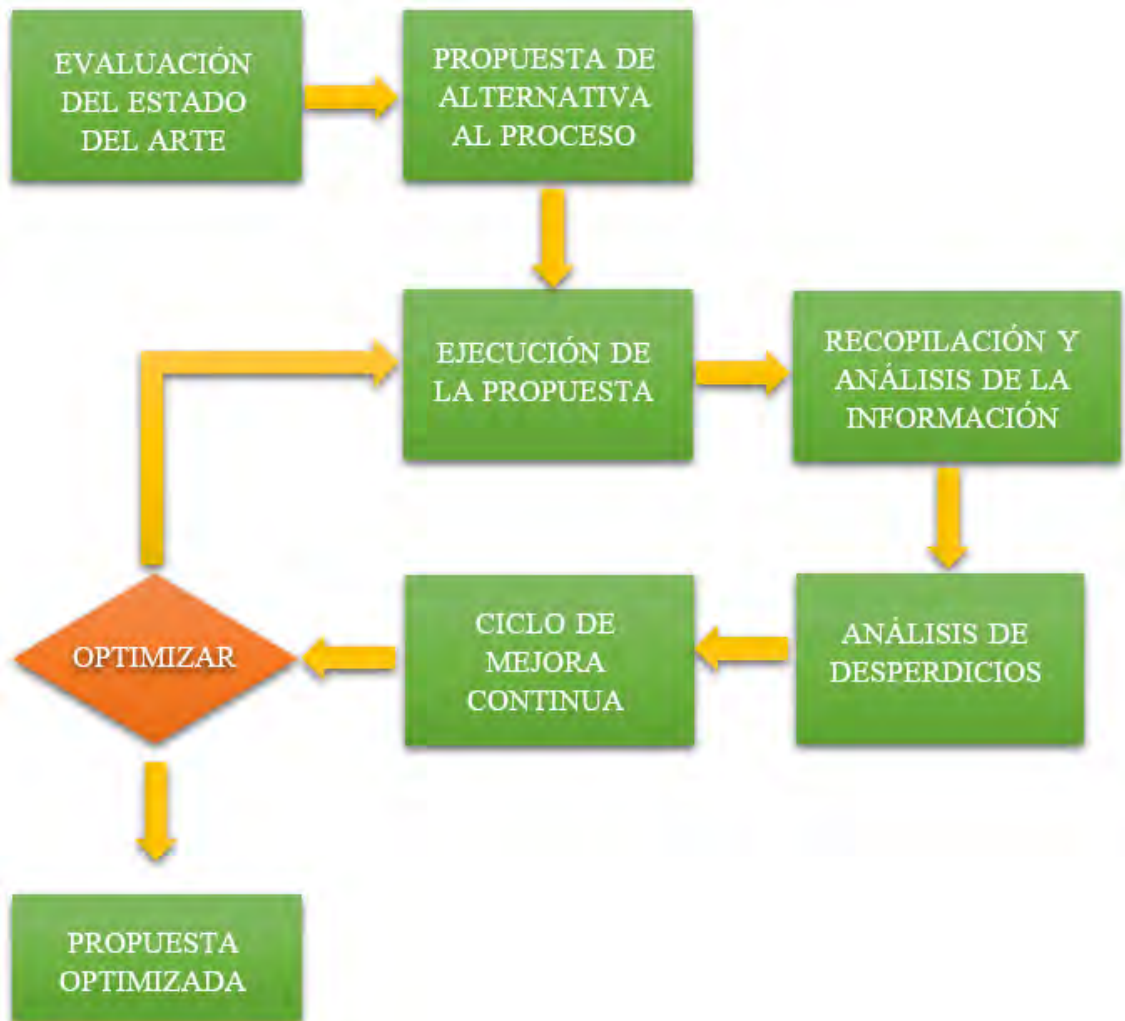 EVALUACIÓN
DEL ESTADO
DEL ARTE
PROPUESTA DE
ALTERNATIVA
AL PROCESO
EJECUCIÓN DE
LA PROPUESTA
RECOPILACIÓN Y
ANÁLISIS DE LA
INFORMACIÓN
ANÁLISIS DE
DESPERDICIOS
CICLO DE
MEJORA
CONTINUA
OPTIMIZAR
PROPUESTA
OPTIMIZADA